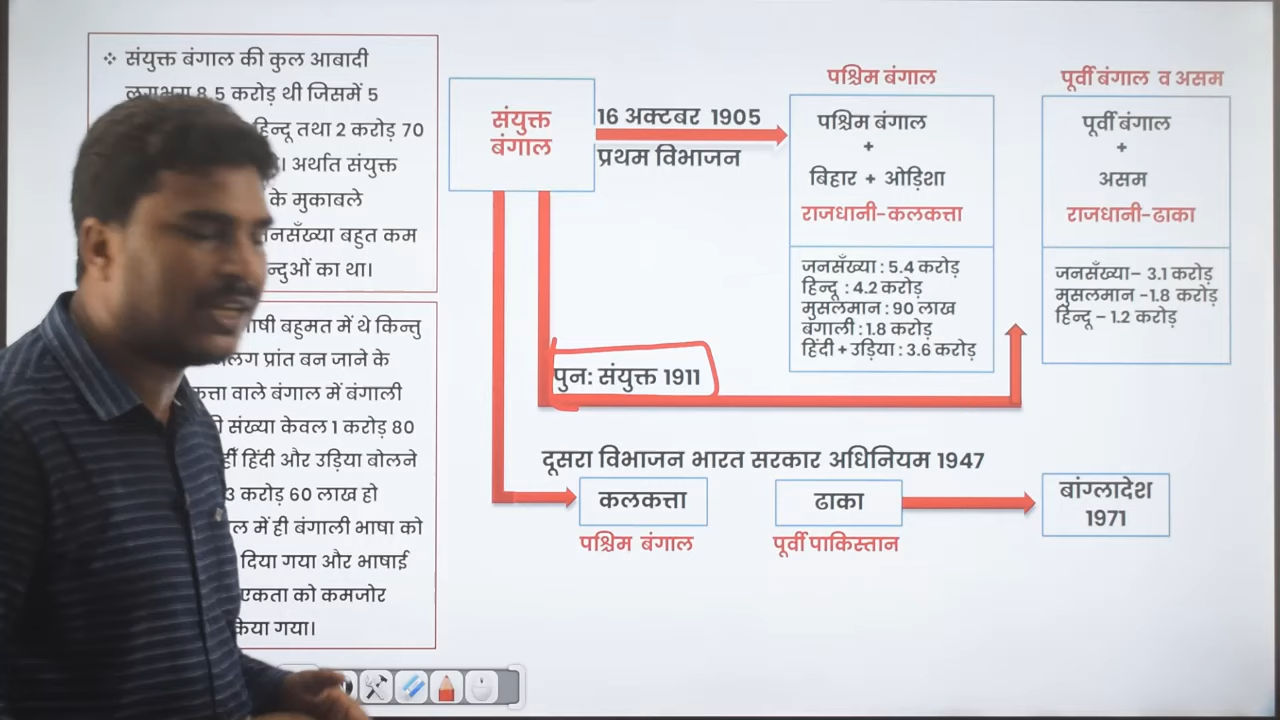 ❖ संयुक्त बंगाल की कुल आबादी
लगभग 8.5 करोड़ थी जिसमें 5
हिन्दू तथा 2 करोड़ 70
। अर्थात संयुक्त
के मुकाबले
बहुत कम
का था।
बहुमत में थे किन्तु
प्रांत बन जाने के
वाले बंगाल में बंगाली
संख्या केवल 1 करोड़ 80
हिंदी और उड़िया बोलने
3 करोड़ 60 लाख हो
में ही बंगाली भाषा को
दिया गया और भाषाई
एकता को कमजोर
किया गया।
संयुक्त
बंगाल
16 अक्टबर 1905
प्रथम विभाजन
पश्चिम बंगाल
पश्चिम बंगाल
+
बिहार + ओड़िशा
राजधानी-कलकत्ता
जनसँख्या : 5.4 करोड़
हिन्दू : 4.2 करोड़
मुसलमान : 90 लाख
बंगाली : 1.8 करोड़
हिंदी + उड़िया : 3.6 करोड़
पूर्वी बंगाल व असम
पूर्वी बंगाल
+
असम
राजधानी-ढाका
जनसँख्या– 3.1 करोड़
मुसलमान -1.8 करोड़
हिन्दू – 1.2 करोड़
पुन: संयुक्त 1911
दूसरा विभाजन भारत सरकार अधिनियम 1947
कलकत्ता
पश्चिम बंगाल
ढाका
पूर्वी पाकिस्तान
बांग्लादेश
1971